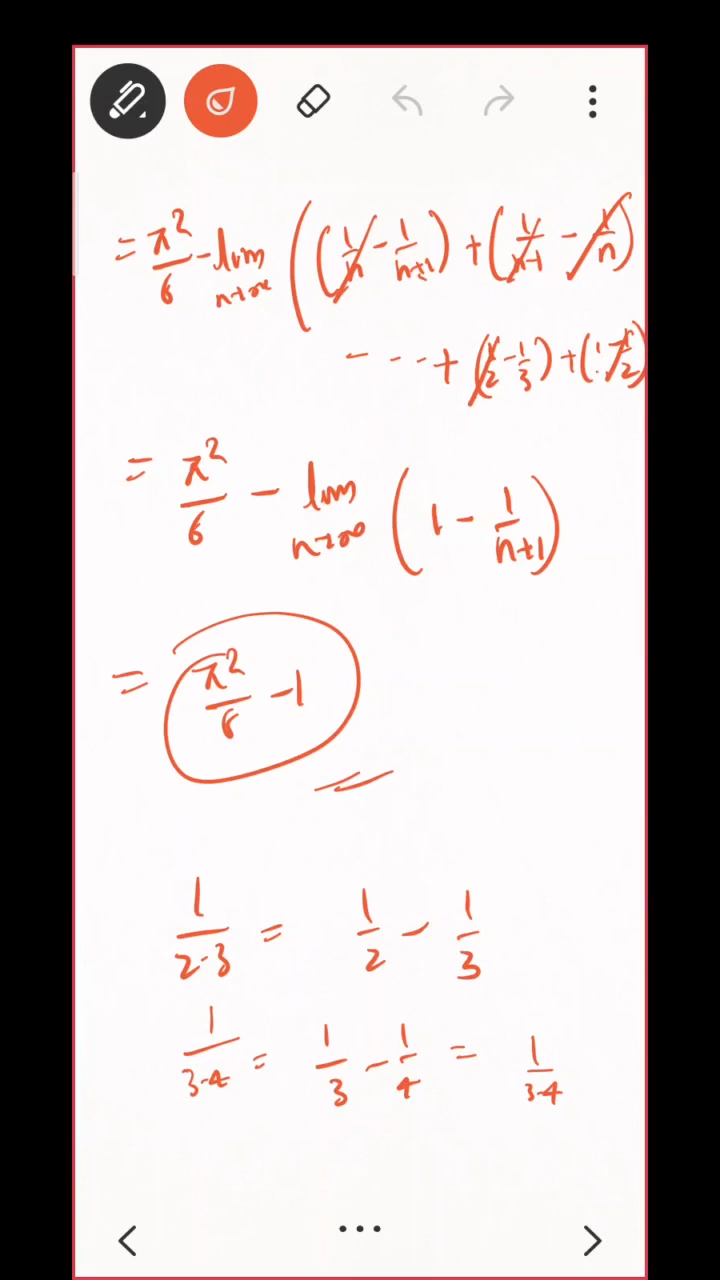 = π²/6 - lim n→∞ ((1/n - 1/(n+1)) + (1/(n-1) - 1/n)
- - - - + (1/2 - 1/3) + (1 - 1/2)
= π²/6 - lim n→∞ (1 - 1/(n+1))
= π²/6 - 1
1/(2·3) = 1/2 - 1/3
1/(3·4) = 1/3 - 1/4 = 1/(3·4)